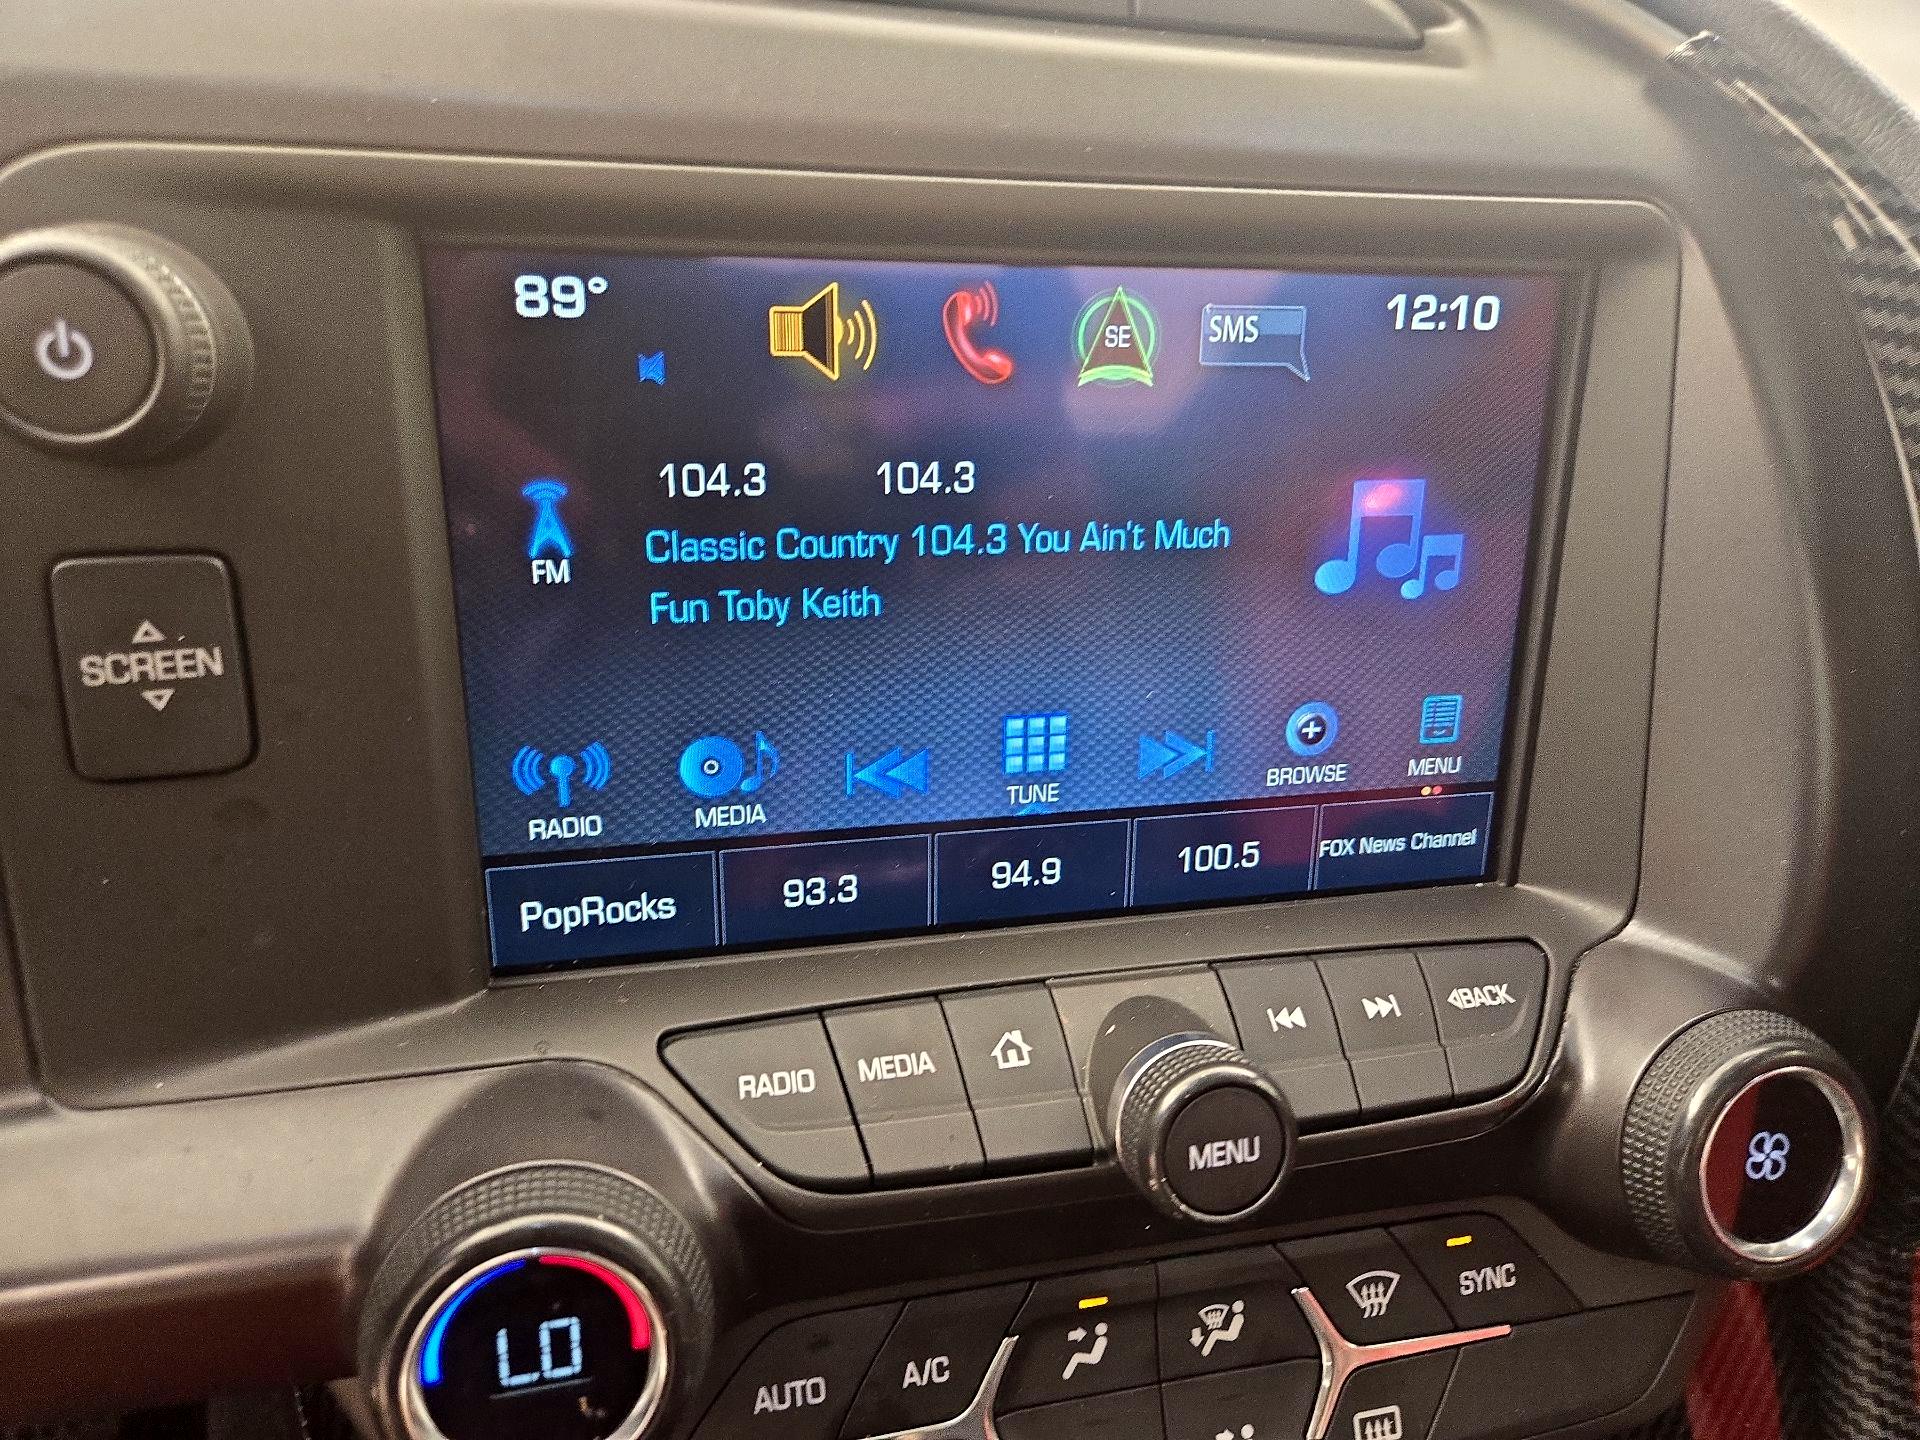 89°
SE
SMS
12:10
104.3 104.3
FM
Classic Country 104.3 You Ain't Much
Fun Toby Keith
SCREEN
RADIO
MEDIA
TUNE
BROWSE
MENU
PopRocks
93.3
94.9
100.5
FOX News Channel
RADIO
MEDIA
BACK
MENU
LO
AUTO
A/C
SYNC